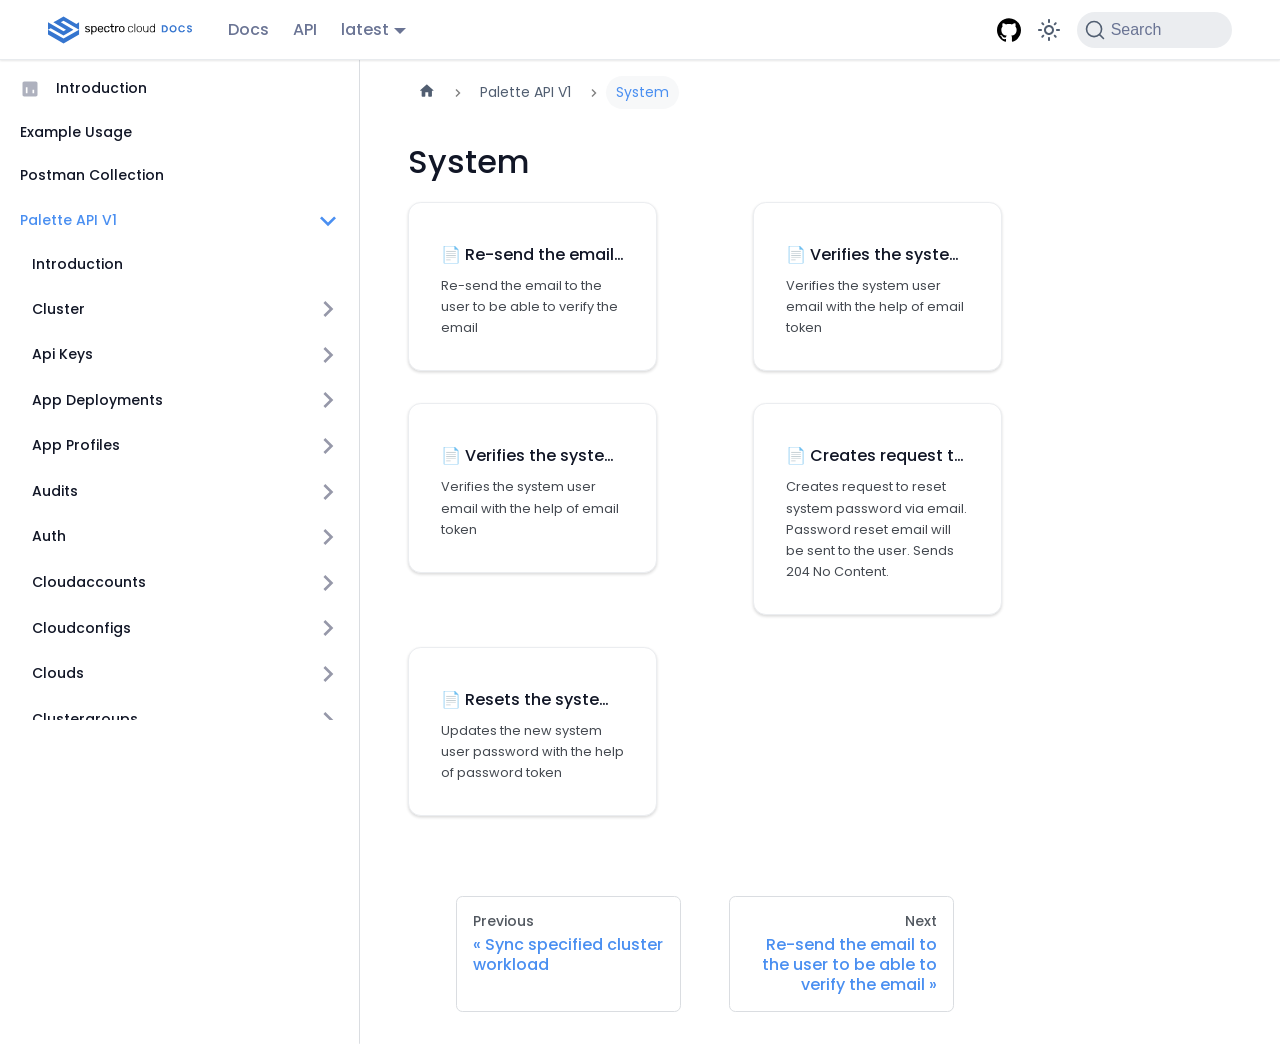 spectro cloud DOCS
Docs
API
latest
Search
Introduction
Example Usage
Postman Collection
Palette API V1
Introduction
Cluster
Api Keys
App Deployments
App Profiles
Audits
Auth
Cloudaccounts
Cloudconfigs
Clouds
Clustergroups
Palette API V1
System
System
📄 Re-send the email...
Re-send the email to the
user to be able to verify the
email
📄 Verifies the syste...
Verifies the system user
email with the help of email
token
📄 Verifies the syste...
Verifies the system user
email with the help of email
token
📄 Creates request t...
Creates request to reset
system password via email.
Password reset email will
be sent to the user. Sends
204 No Content.
📄 Resets the syste...
Updates the new system
user password with the help
of password token
Previous
« Sync specified cluster
workload
Next
Re-send the email to
the user to be able to
verify the email »